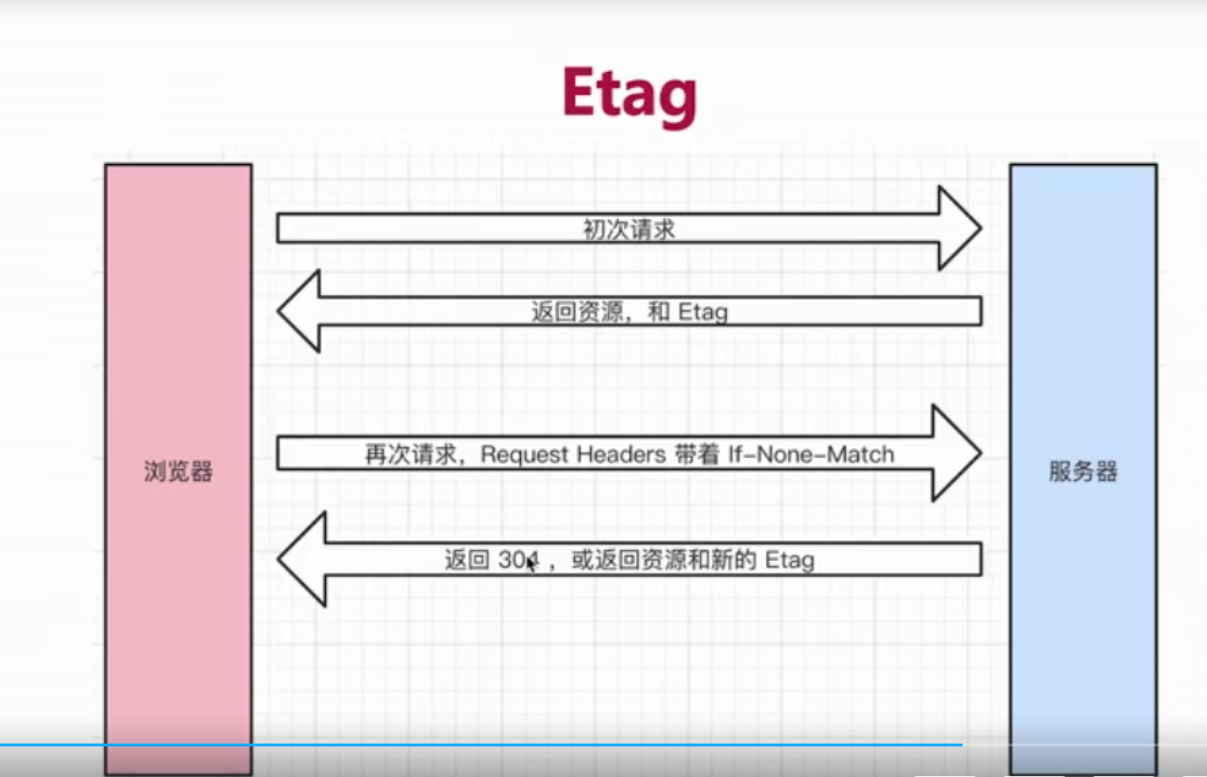 Etag
初次请求
返回资源，和 Etag
再次请求，Request Headers 带着 If-None-Match
浏览器
服务器
返回 304 ，或返回资源和新的 Etag